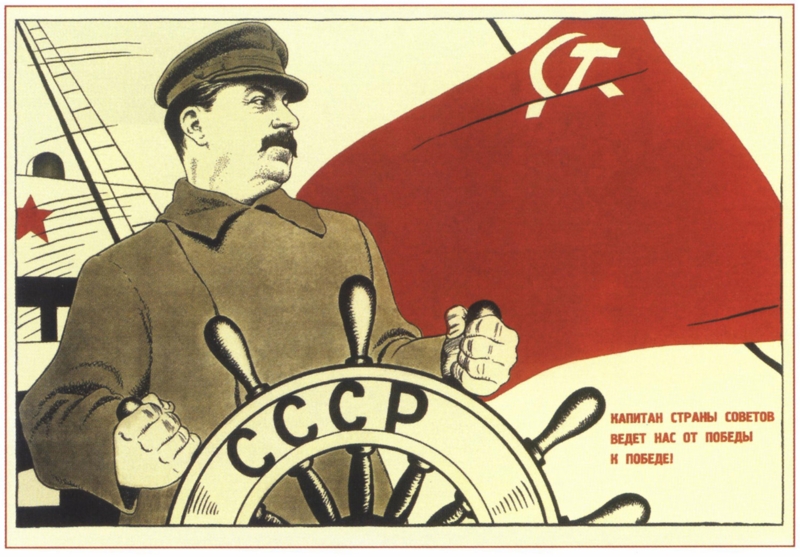 СССР
КАПИТАН СТРАНЫ СОВЕТОВ
ВЕДЕТ НАС ОТ ПОБЕДЫ
К ПОБЕДЕ!